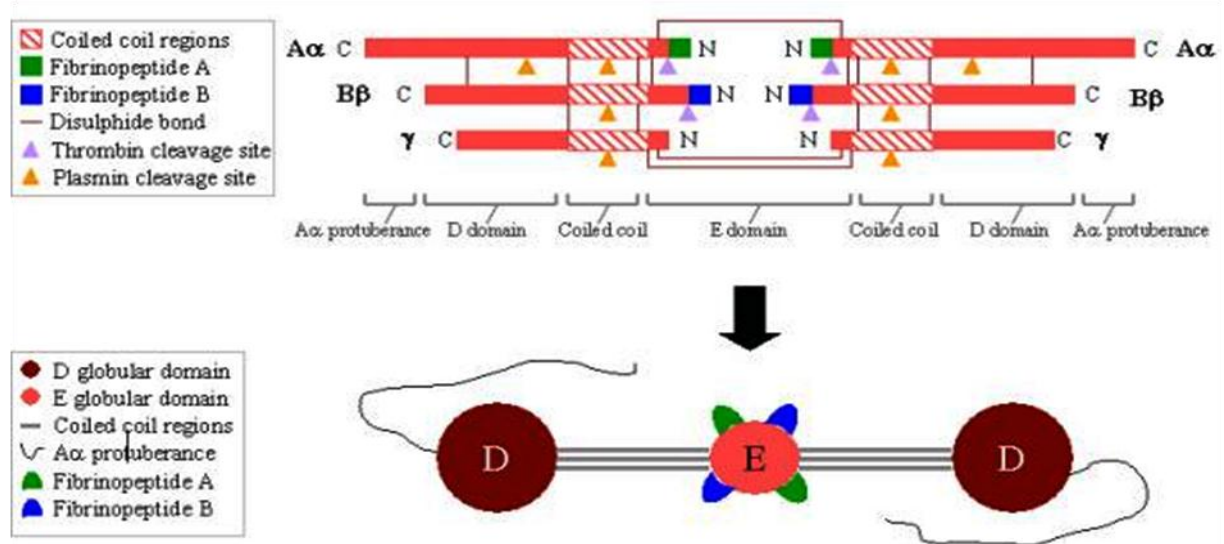 Coiled coil regions
Fibrinopeptide A
Fibrinopeptide B
Disulphide bond
Thrombin cleavage site
Plasmin cleavage site
Aα C N N C Aα
Bβ C N N C Bβ
γ C N N C γ
Aα protuberance D domain Coiled coil E domain Coiled coil D domain Aα protuberance
D globular domain
E globular domain
Coiled coil regions
Aα protuberance
Fibrinopeptide A
Fibrinopeptide B
D E D